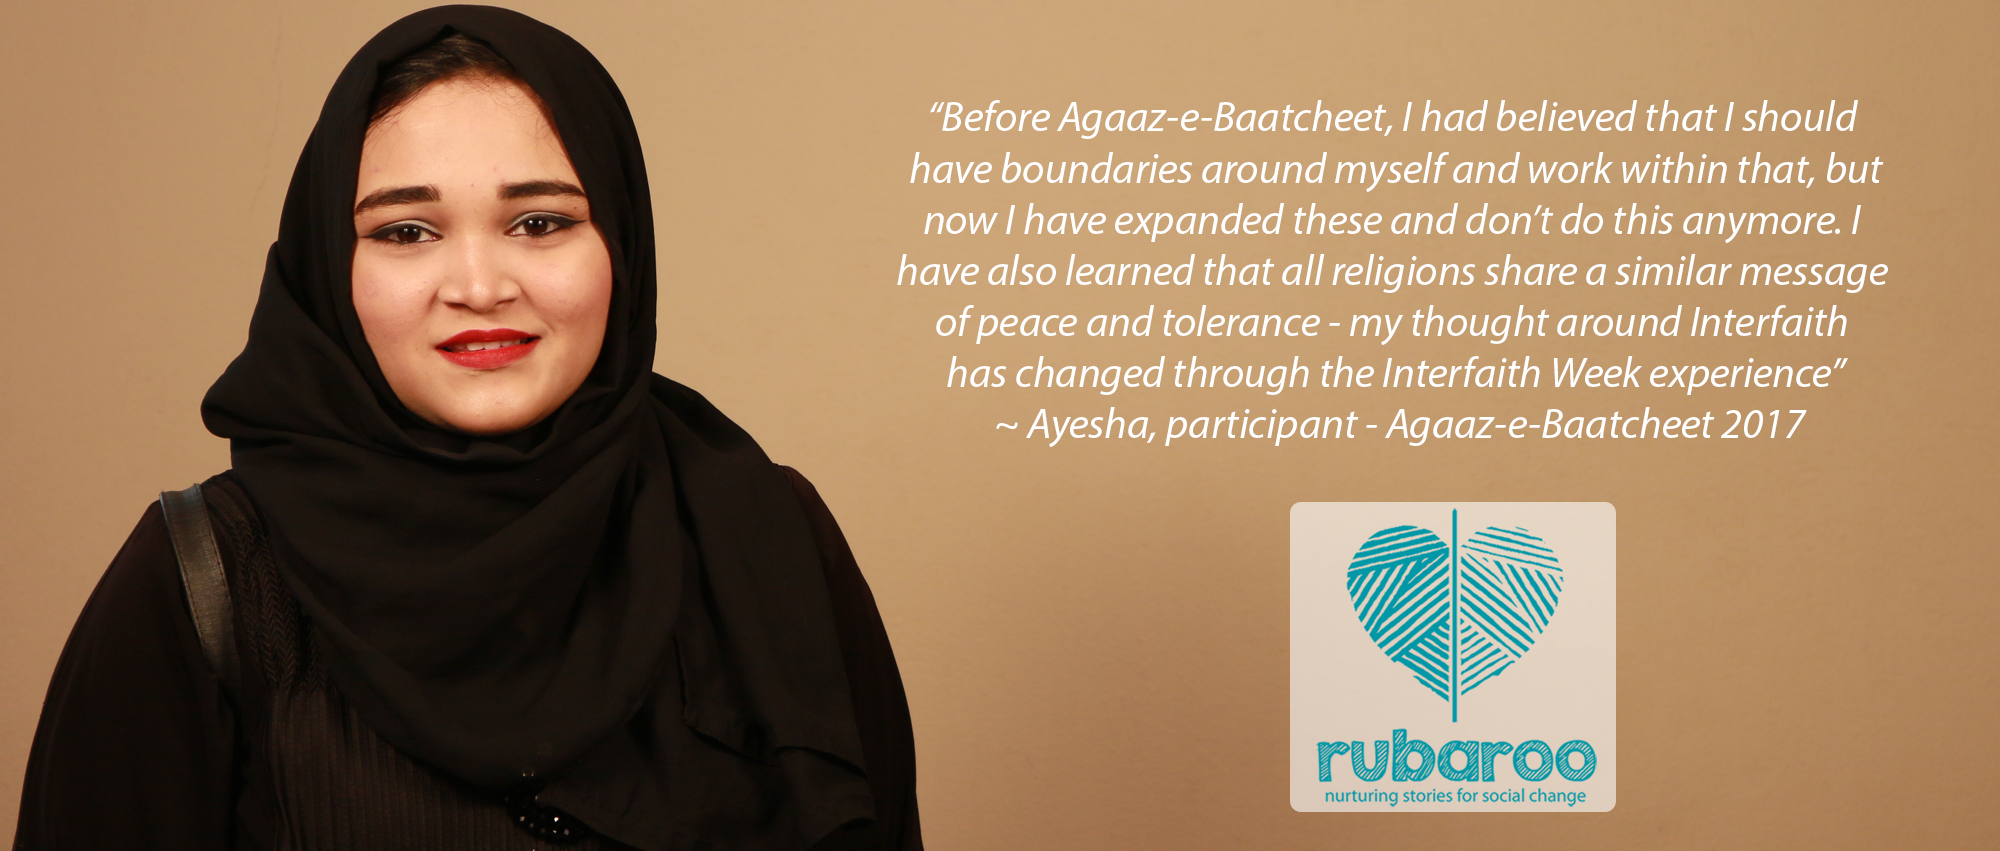 “Before Agaaz-e-Baatcheet, I had believed that I should
have boundaries around myself and work within that, but
now I have expanded these and don’t do this anymore. I
have also learned that all religions share a similar message
of peace and tolerance - my thought around Interfaith
has changed through the Interfaith Week experience”
~ Ayesha, participant - Agaaz-e-Baatcheet 2017
rubaroo
nurturing stories for social change